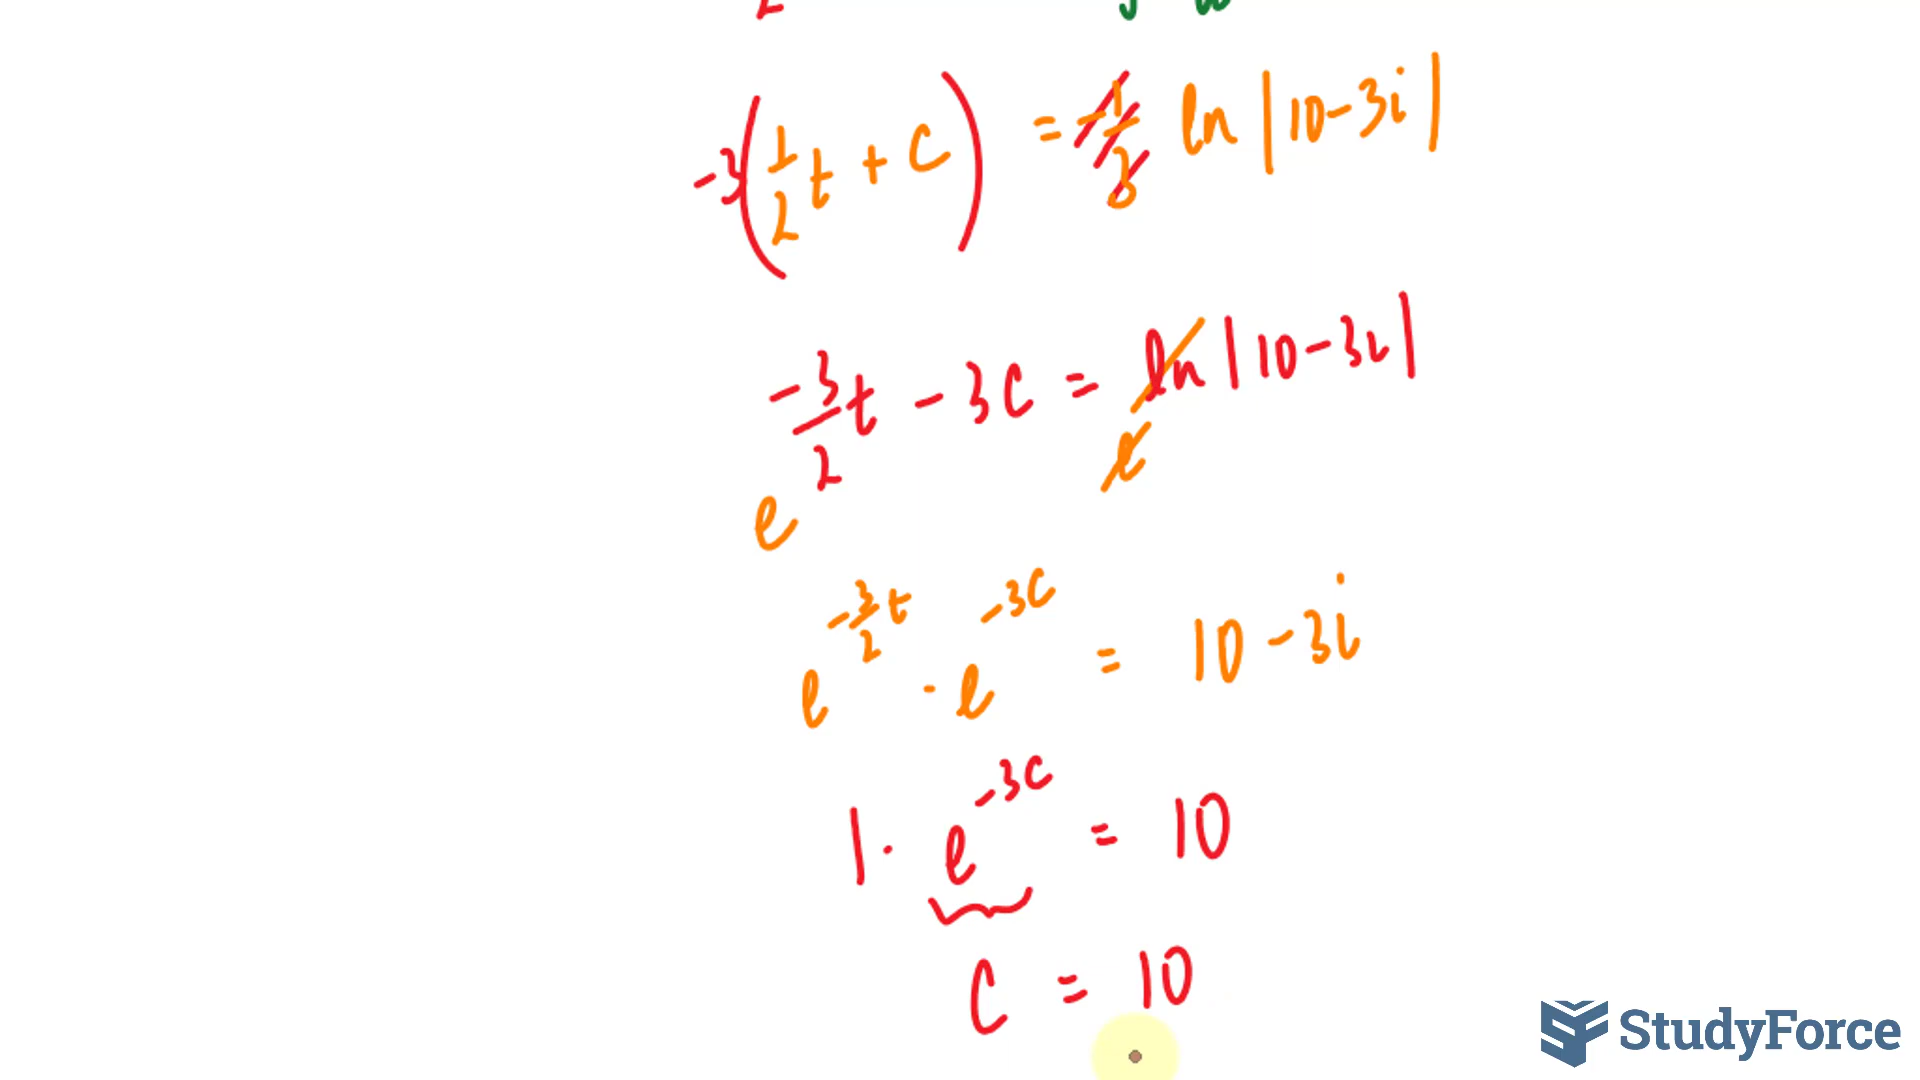 -3(1/2 t + C) = -1/3 ln|10-3i|
e^(-3/2 t - 3C) = e^(ln|10-3i|)
e^(-3/2 t) · e^(-3C) = 10-3i
1 · e^(-3C) = 10
C = 10
StudyForce